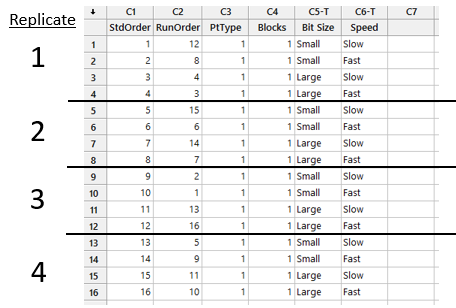 Replicate
↓ C1 C2 C3 C4 C5-T C6-T C7
StdOrder RunOrder PtType Blocks Bit Size Speed
1 1 12 1 1 Small Slow
2 2 8 1 1 Small Fast
3 3 4 1 1 Large Slow
4 4 3 1 1 Large Fast
5 5 15 1 1 Small Slow
6 6 6 1 1 Small Fast
7 7 14 1 1 Large Slow
8 8 7 1 1 Large Fast
9 9 2 1 1 Small Slow
10 10 1 1 1 Small Fast
11 11 13 1 1 Large Slow
12 12 16 1 1 Large Fast
13 13 5 1 1 Small Slow
14 14 9 1 1 Small Fast
15 15 11 1 1 Large Slow
16 16 10 1 1 Large Fast
1
2
3
4